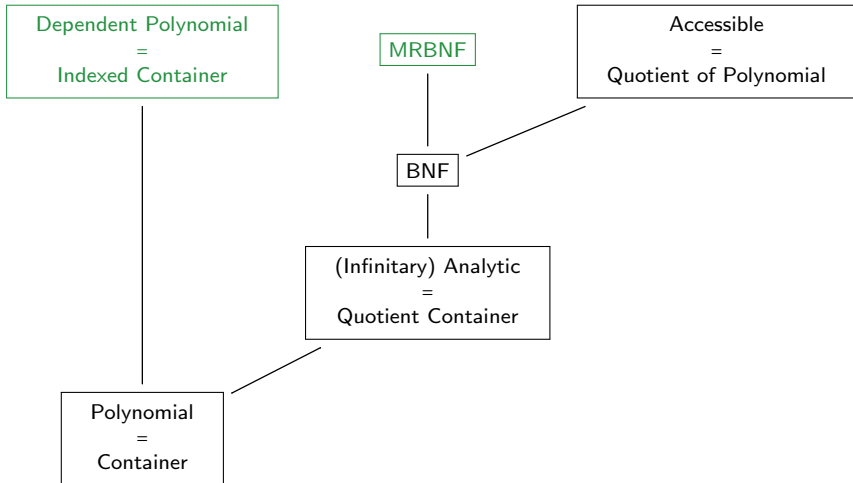 Dependent Polynomial
=
Indexed Container
MRBNF
Accessible
=
Quotient of Polynomial
BNF
(Infinitary) Analytic
=
Quotient Container
Polynomial
=
Container